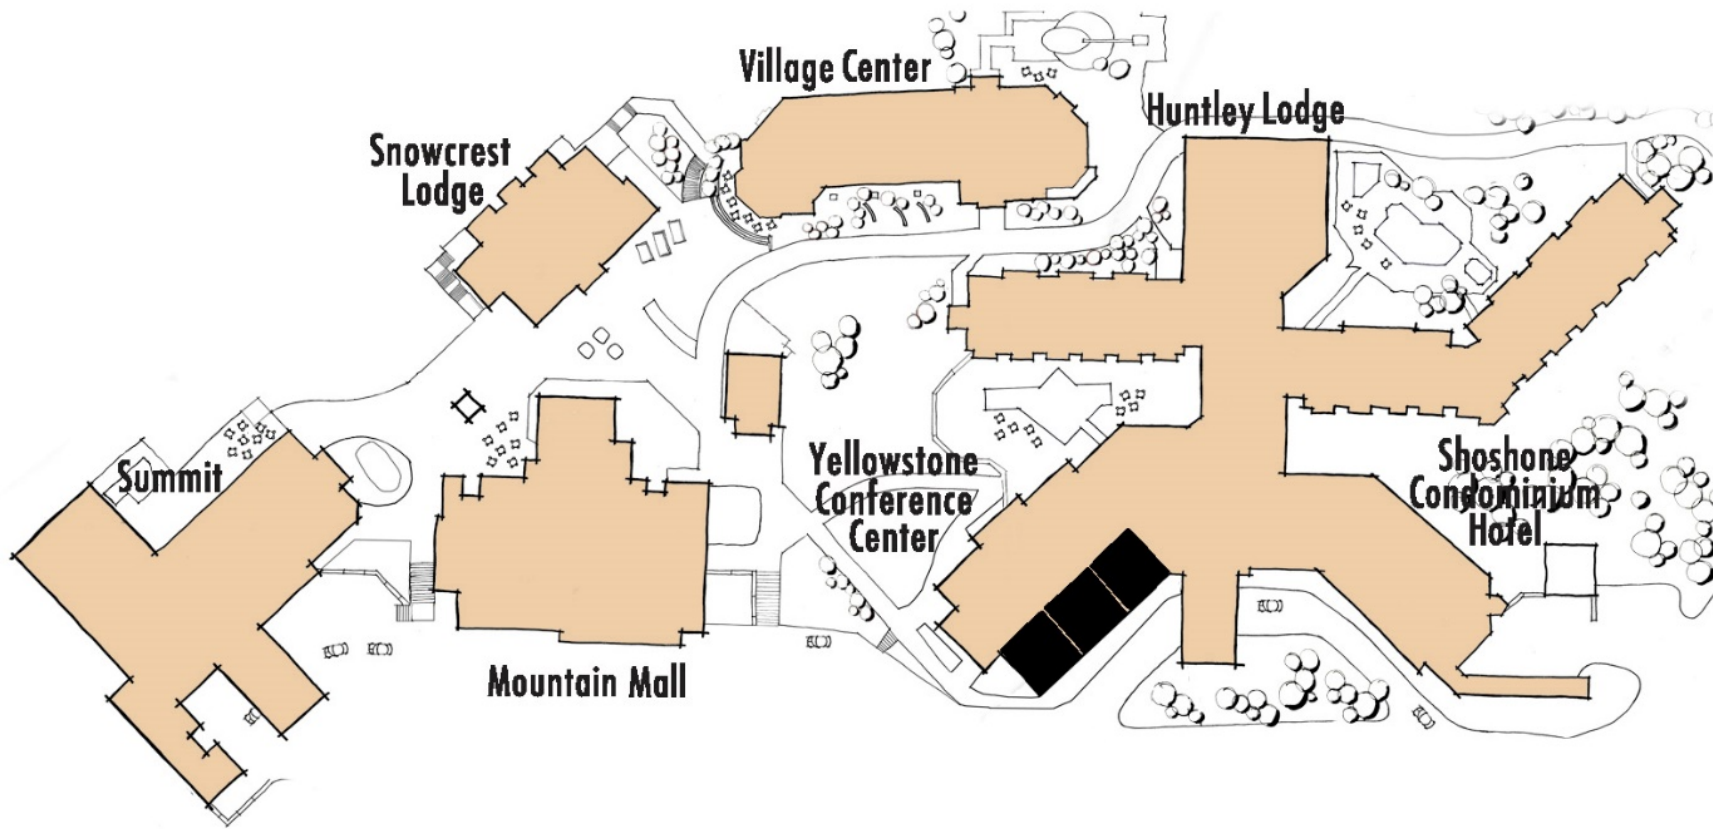 Village Center
Huntley Lodge
Snowcrest
Lodge
Summit
Yellowstone
Conference
Center
Shoshone
Condominium
Hotel
Mountain Mall